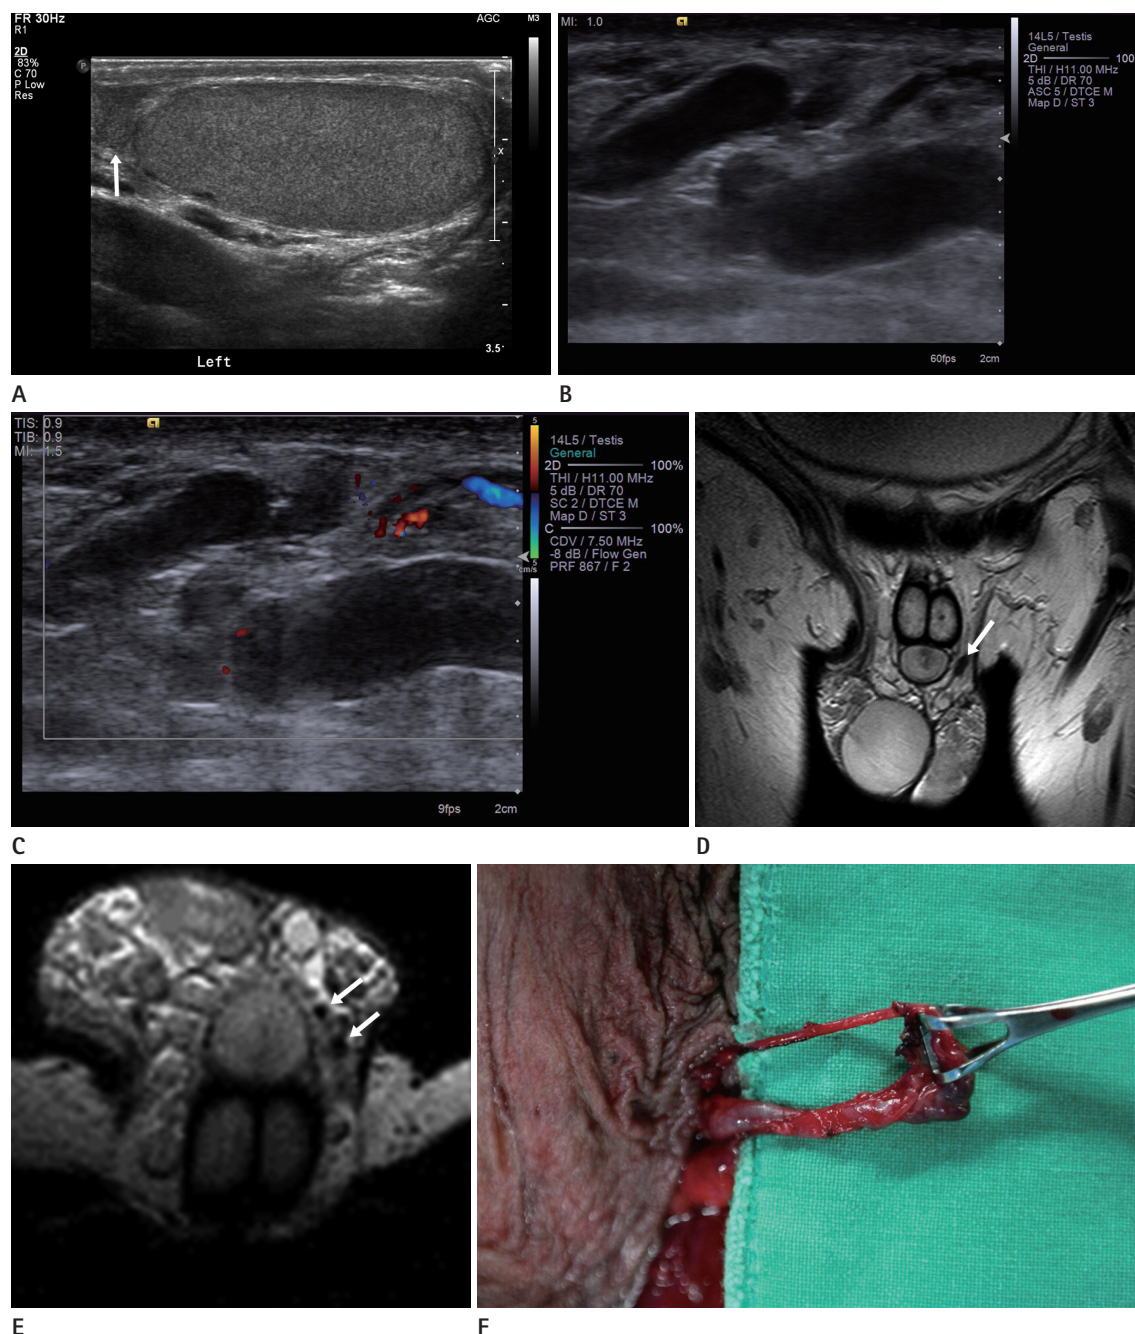 FR 30Hz
R1
AGC
M3
2D
83%
C 70
P Low
Res
P
X
3.5
Left
A
MI: 1.0
14L5 / Testis
General
2D 100
THI / H11.00 MHz
5 dB / DR 70
ASC 5 / DTCE M
Map D / ST 3
60fps 2cm
B
TIS: 0.9
TIB: 0.9
MI: 1.5
5
14L5 / Testis
General
2D 100%
THI / H11.00 MHz
5 dB / DR 70
SC 2 / DTCE M
Map D / ST 3
C 100%
CDV / 7.50 MHz
-8 dB / Flow Gen
PRF 867 / F 2
5
cm/s
9fps 2cm
C
D
E
F